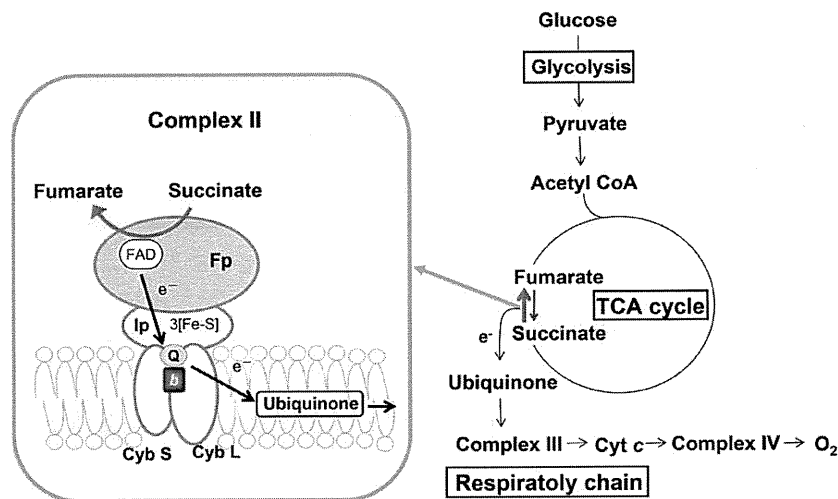 Complex II
Fumarate Succinate
FAD
Fp
e⁻
Ip 3[Fe-S]
Q
b
e⁻
Ubiquinone
Cyb S Cyb L
Glucose
Glycolysis
Pyruvate
Acetyl CoA
Fumarate
TCA cycle
Succinate
e⁻
Ubiquinone
Complex III → Cyt c → Complex IV → O₂
Respiratoly chain